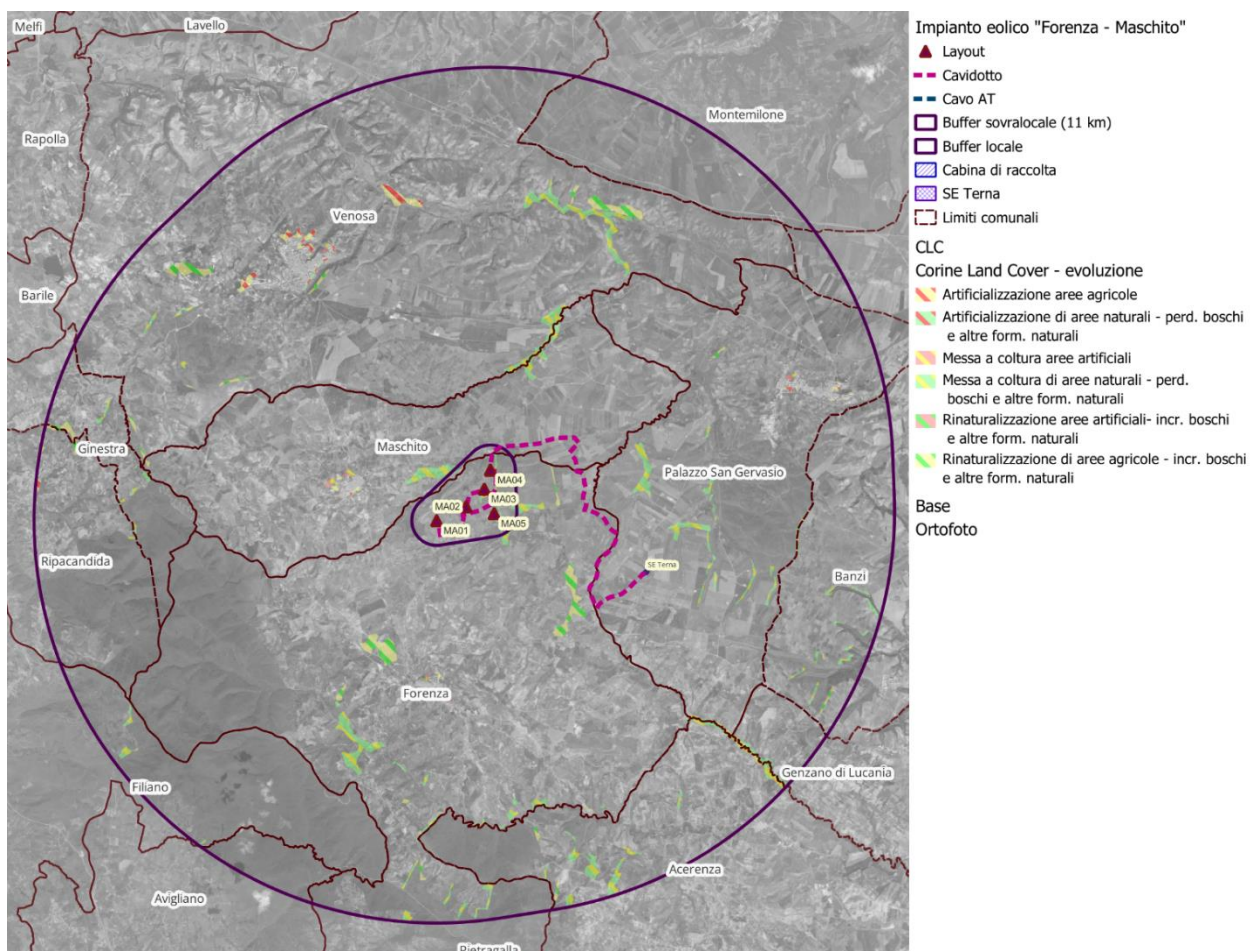 Melfi
Lavello
Montemilone
Rapolla
Venosa
Barile
Ginestra
Maschito
Palazzo San Gervasio
MA04
MA03
MA02
MA05
MA01
SE Terna
Ripacandida
Banzi
Forenza
Filiano
Genzano di Lucania
Acerenza
Avigliano
Pietragalla
Impianto eolico "Forenza - Maschito"
Layout
Cavidotto
Cavo AT
Buffer sovralocale (11 km)
Buffer locale
Cabina di raccolta
SE Terna
Limiti comunali
CLC
Corine Land Cover - evoluzione
Artificializzazione aree agricole
Artificializzazione di aree naturali - perd. boschi
e altre form. naturali
Messa a coltura aree artificiali
Messa a coltura di aree naturali - perd.
boschi e altre form. naturali
Rinaturalizzazione aree artificiali- incr. boschi
e altre form. naturali
Rinaturalizzazione di aree agricole - incr. boschi
e altre form. naturali
Base
Ortofoto